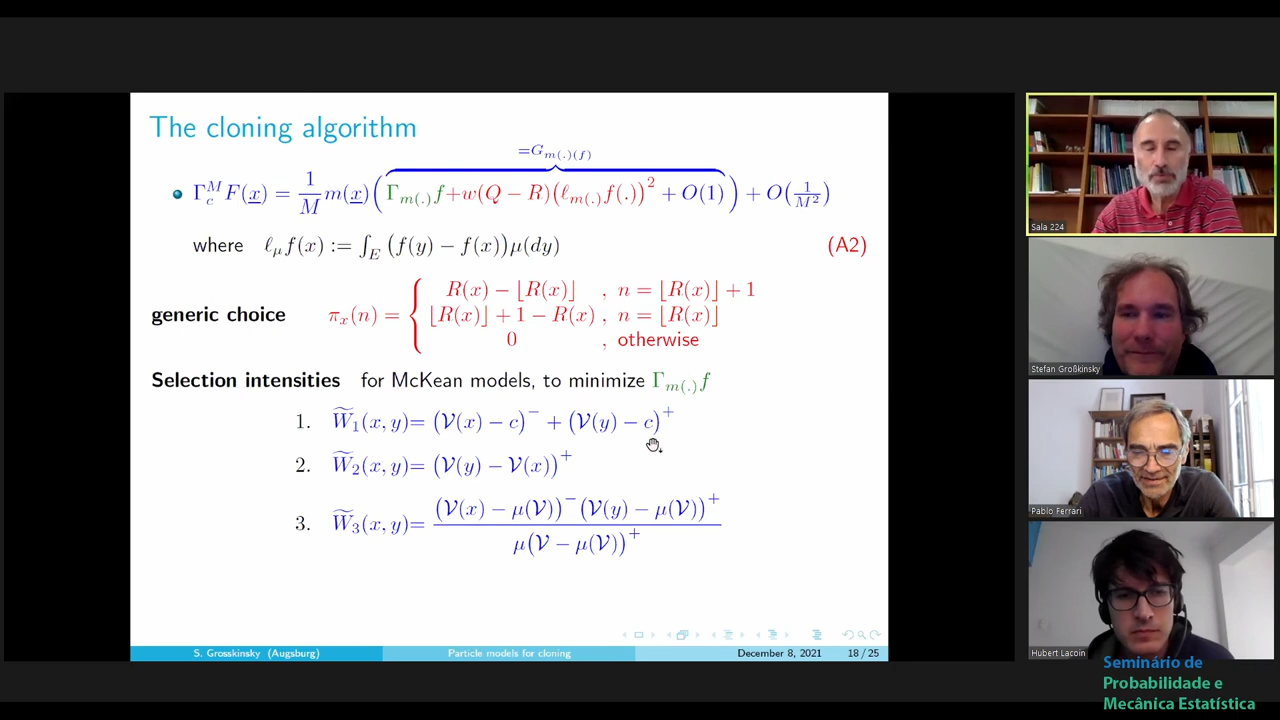 The cloning algorithm
=G_{m(.)(f)}
Γ_c^M F(x) = 1/M m(x)(Γ_{m(.)}f+w(Q − R)(ℓ_{m(.)}f(.))^2 + O(1)) + O(1/M^2)
where ℓ_μ f(x) := ∫_E (f(y) − f(x))μ(dy) (A2)
generic choice π_x(n) = { R(x) − ⌊R(x)⌋ , n = ⌊R(x)⌋ + 1
⌊R(x)⌋ + 1 − R(x) , n = ⌊R(x)⌋
0 , otherwise
Selection intensities for McKean models, to minimize Γ_{m(.)}f
1. W̃_1(x, y)= (𝒱(x) − c)^− + (𝒱(y) − c)^+
2. W̃_2(x, y)= (𝒱(y) − 𝒱(x))^+
3. W̃_3(x, y)= (𝒱(x) − μ(𝒱))^− (𝒱(y) − μ(𝒱))^+ / μ(𝒱 − μ(𝒱))^+
S. Grosskinsky (Augsburg) Particle models for cloning December 8, 2021 18 / 25
Sala 224
Stefan Großkinsky
Pablo Ferrari
Hubert Lacoin
Seminário de
Probabilidade e
Mecânica Estatística